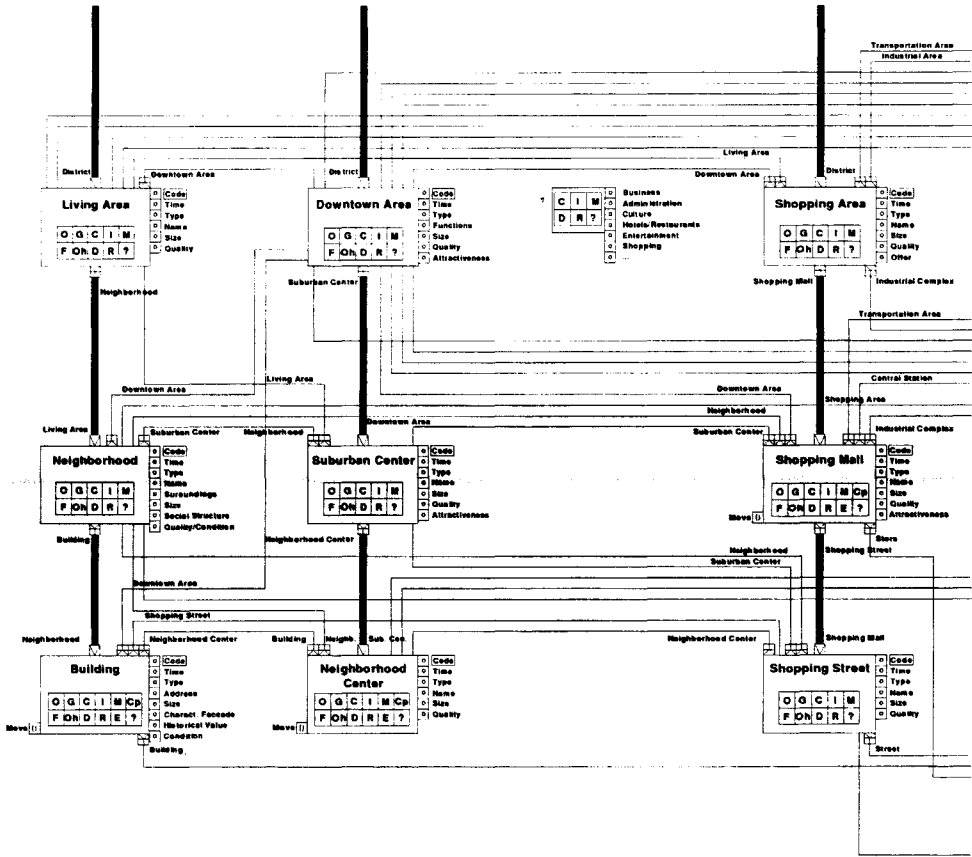 Transportation Area
Industrial Area
Living Area
District
Downtown Area
District
Downtown Area
District
Living Area
Code
Time
Type
Name
Size
Quality
O G C I M
F Oh D R ?
Downtown Area
Code
Time
Type
Functions
Size
Quality
Attractiveness
O G C I M
F Oh D R ?
?
C I M
D R ?
Business
Administration
Culture
Hotels/Restaurants
Entertainment
Shopping
...
Shopping Area
Code
Time
Type
Name
Size
Quality
Offer
O G C I M
F Oh D R ?
Neighborhood
Suburban Center
Shopping Mall
Industrial Complex
Transportation Area
Living Area
Central Station
Downtown Area
Downtown Area
Shopping Area
Neighborhood
Living Area
Suburban Center
Neighborhood
Downtown Area
Suburban Center
Industrial Complex
Neighborhood
Code
Time
Type
Name
Suroundings
Size
Social Structure
Quality/Condition
O G C I M
F Oh D R ?
Suburban Center
Code
Time
Type
Name
Size
Quality
Attractiveness
O G C I M
F Oh D R ?
Shopping Mall
Code
Time
Type
Name
Size
Quality
Attractiveness
O G C I M Cp
F Oh D R E ?
Move ()
Building
Neighborhood Center
Store
Shopping Street
Neighborhood
Suburban Center
Downtown Area
Shopping Street
Neighborhood
Neighborhood Center
Building
Neighb.
Sub. Cen.
Neighborhood Center
Shopping Mall
Building
Code
Time
Type
Address
Size
Charact. Facade
Historical Value
Condition
O G C I M Cp
F Oh D R E ?
Move ()
Building
Neighborhood
Center
Code
Time
Type
Name
Size
Quality
O G C I M Cp
F Oh D R E ?
Move ()
Shopping Street
Code
Time
Type
Name
Size
Quality
O G C I M
F Oh D R ?
Street